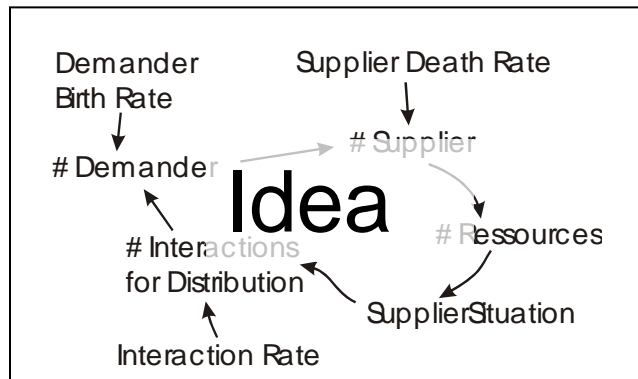 Demander
Birth Rate
Supplier Death Rate
# Demander
# Supplier
Idea
# Interactions
for Distribution
# Ressources
SupplierSituation
Interaction Rate